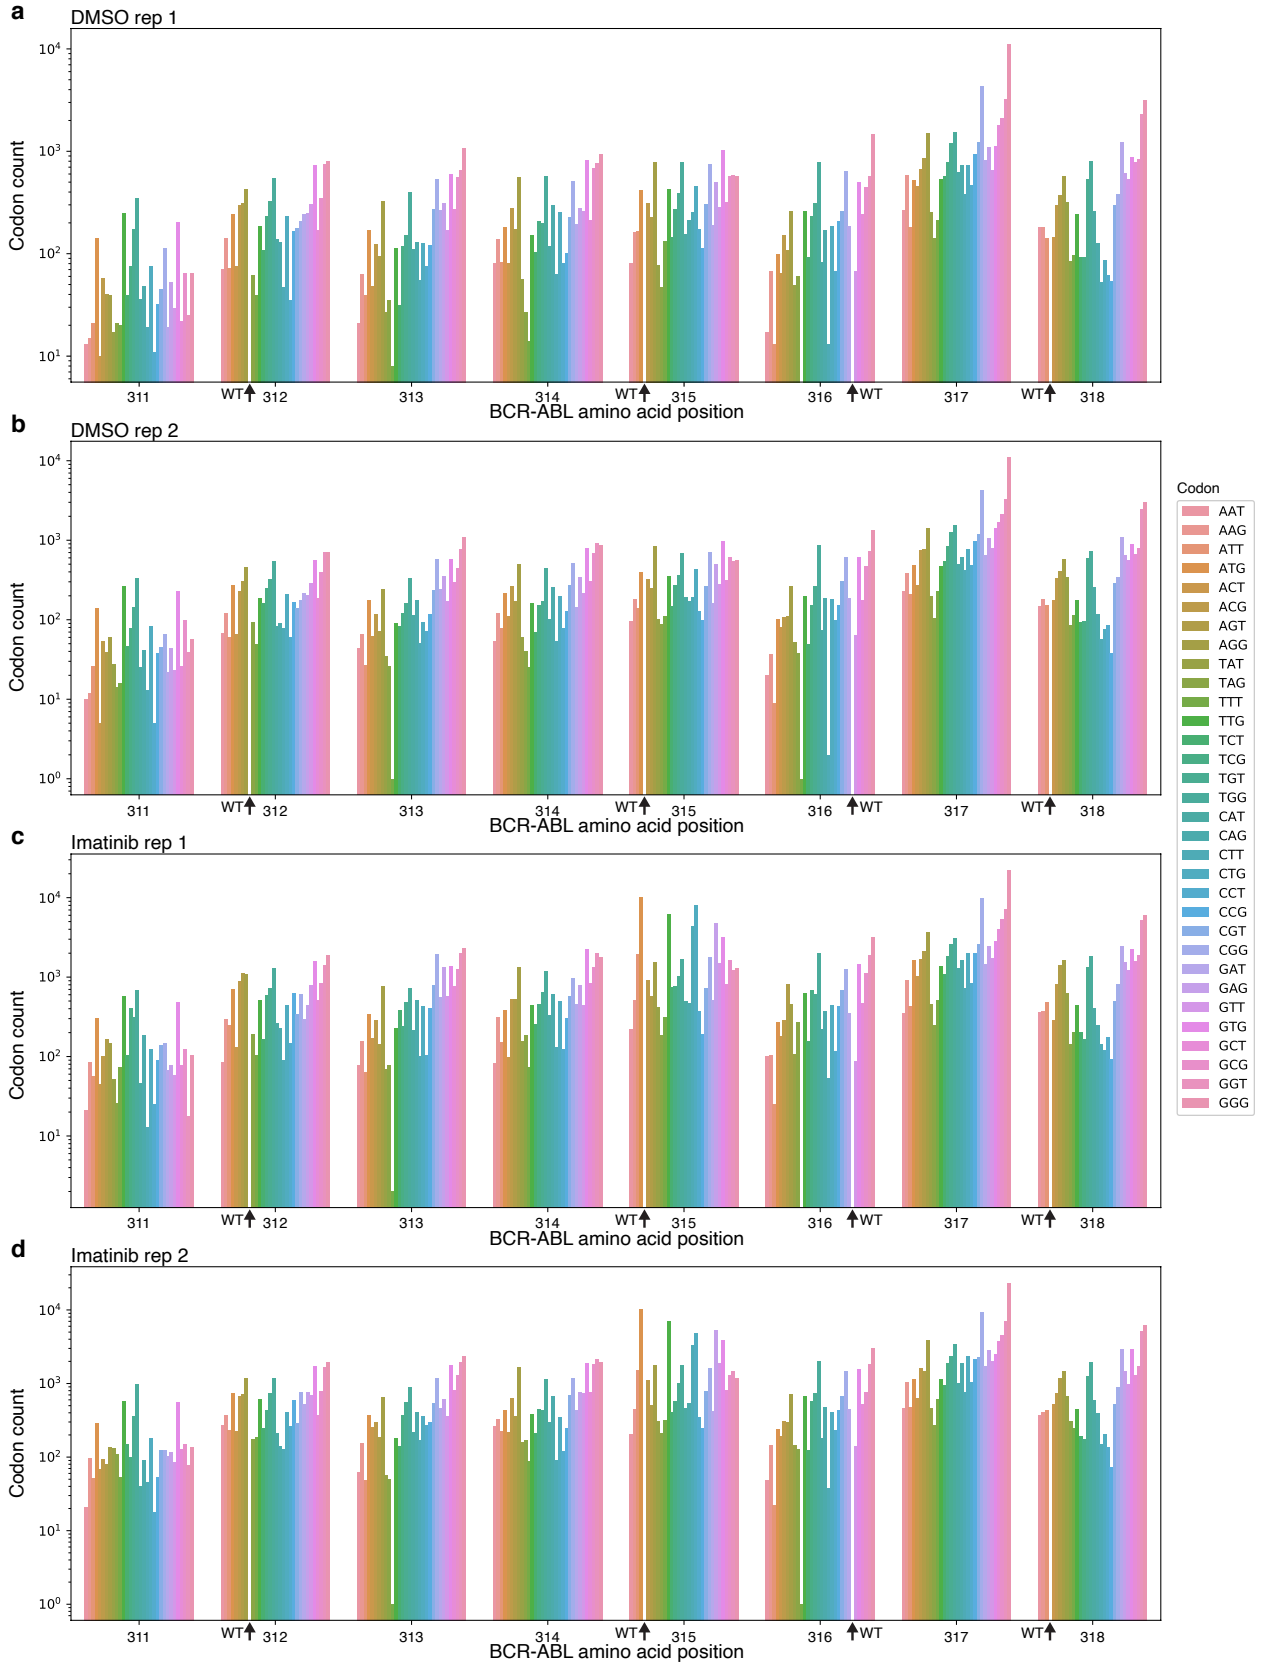 a
DMSO rep 1
Codon count
10⁴
10³
10²
10¹
311 WT 312 313 314 WT 315 316 WT 317 WT 318
BCR-ABL amino acid position
b
DMSO rep 2
Codon count
10⁴
10³
10²
10¹
10⁰
311 WT 312 313 314 WT 315 316 WT 317 WT 318
BCR-ABL amino acid position
c
Imatinib rep 1
Codon count
10⁴
10³
10²
10¹
311 WT 312 313 314 WT 315 316 WT 317 WT 318
BCR-ABL amino acid position
d
Imatinib rep 2
Codon count
10⁴
10³
10²
10¹
10⁰
311 WT 312 313 314 WT 315 316 WT 317 WT 318
BCR-ABL amino acid position
Codon
AAT
AAG
ATT
ATG
ACT
ACG
AGT
AGG
TAT
TAG
TTT
TTG
TCT
TCG
TGT
TGG
CAT
CAG
CTT
CTG
CCT
CCG
CGT
CGG
GAT
GAG
GTT
GTG
GCT
GCG
GGT
GGG